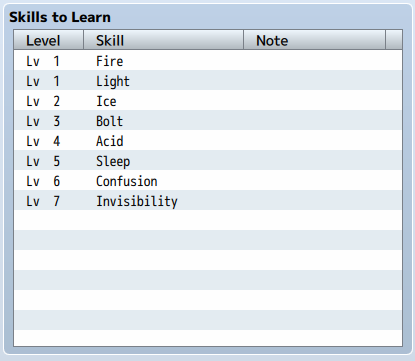 Skills to Learn
Level Skill Note
Lv 1 Fire
Lv 1 Light
Lv 2 Ice
Lv 3 Bolt
Lv 4 Acid
Lv 5 Sleep
Lv 6 Confusion
Lv 7 Invisibility